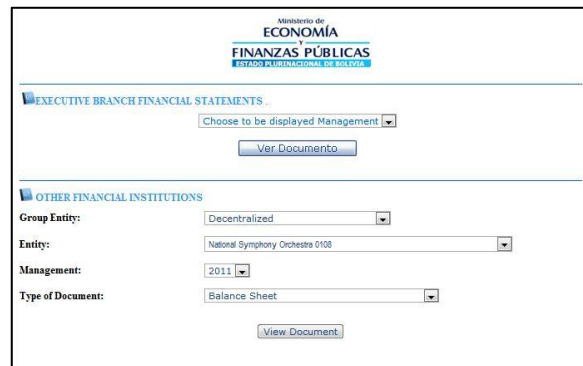 Ministerio de
ECONOMÍA
Y
FINANZAS PÚBLICAS
ESTADO PLURINACIONAL DE BOLIVIA
EXECUTIVE BRANCH FINANCIAL STATEMENTS .
Choose to be displayed Management
Ver Documento
OTHER FINANCIAL INSTITUTIONS
Group Entity: Decentralized
Entity: National Symphony Orchestra 0108
Management: 2011
Type of Document: Balance Sheet
View Document